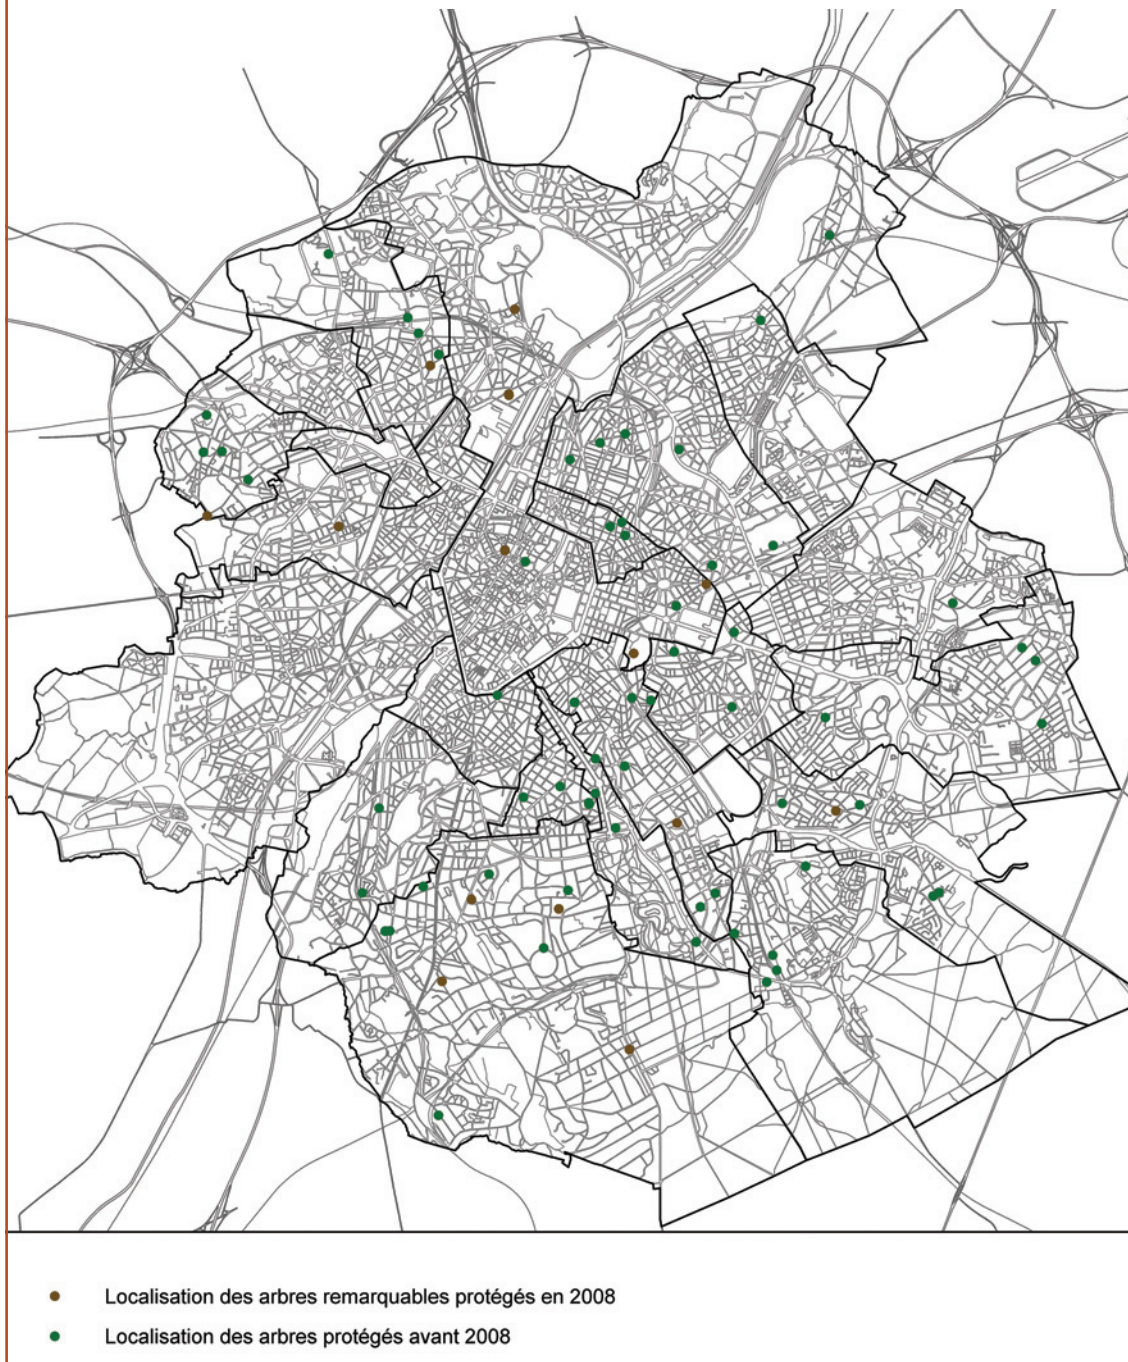 Localisation des arbres remarquables protégés en 2008
Localisation des arbres protégés avant 2008